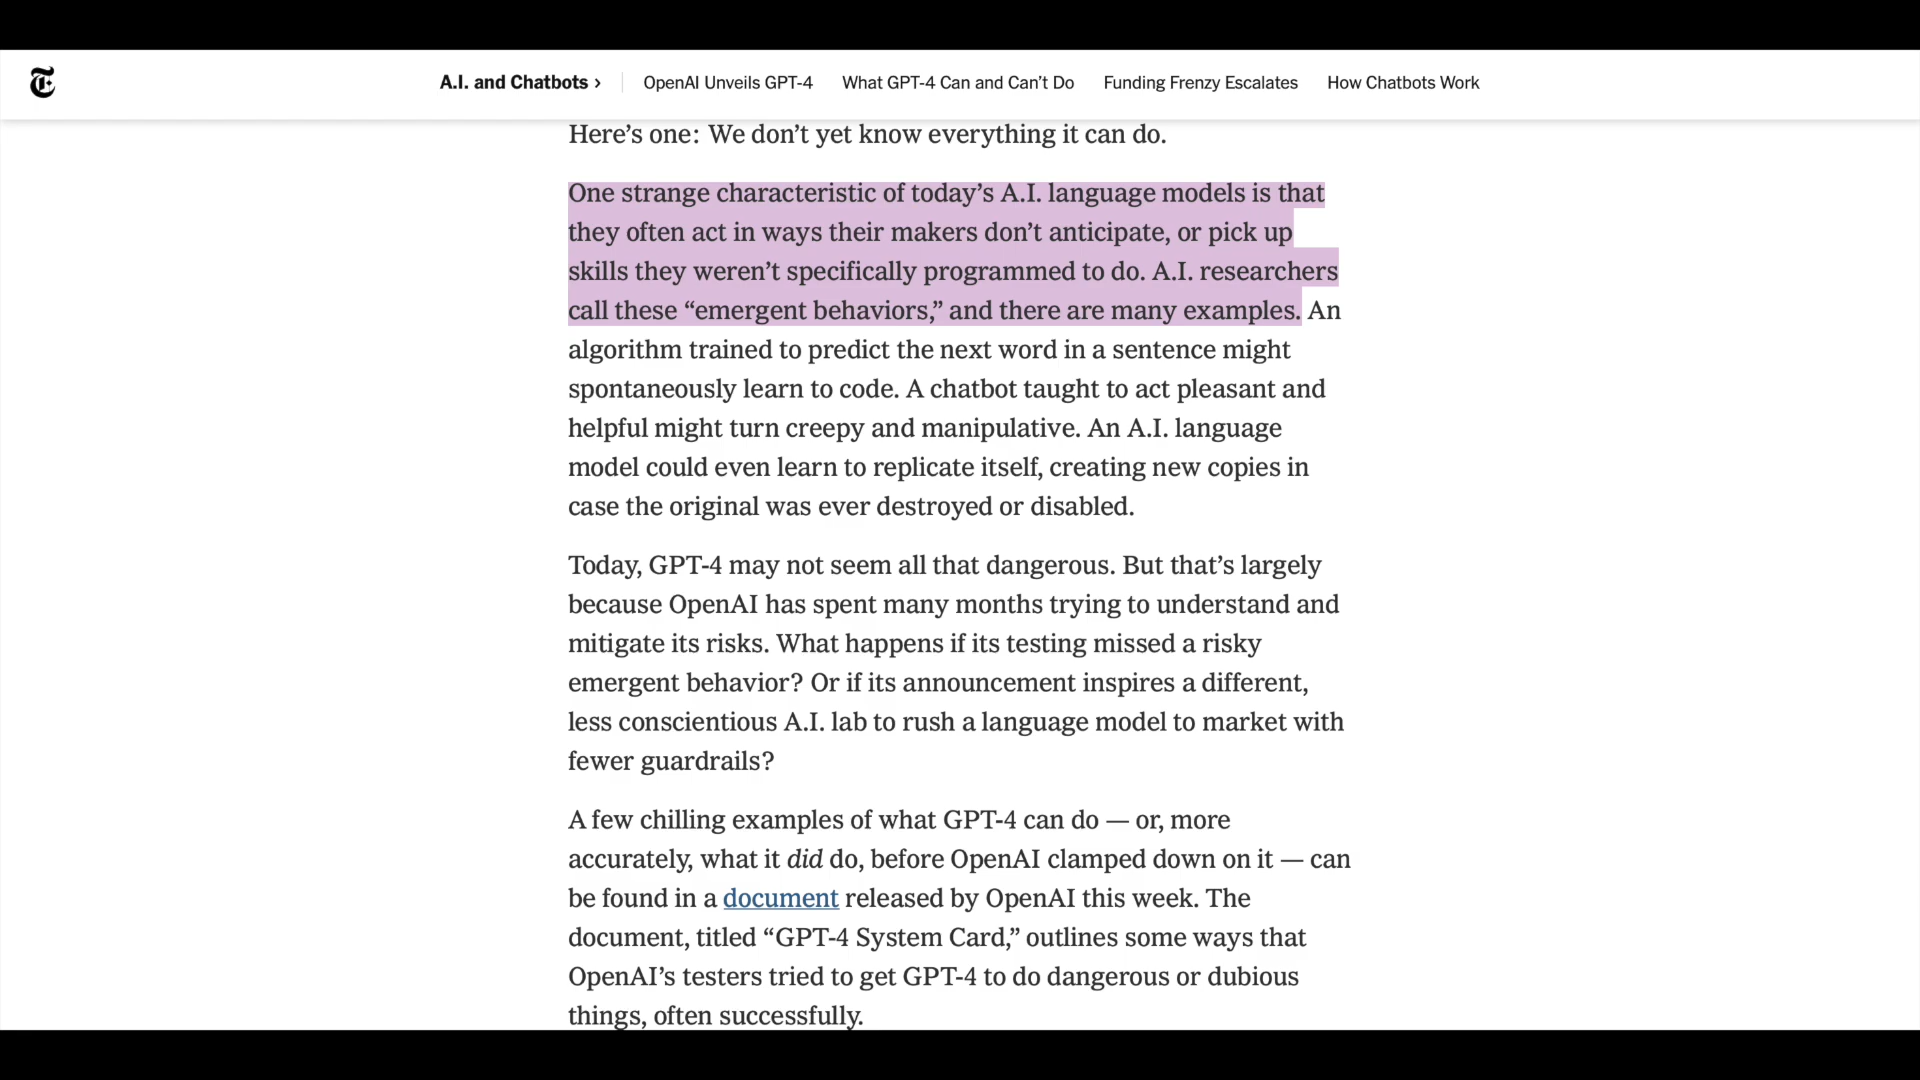 A.I. and Chatbots ›
OpenAI Unveils GPT-4
What GPT-4 Can and Can’t Do
Funding Frenzy Escalates
How Chatbots Work
Here’s one: We don’t yet know everything it can do.
One strange characteristic of today’s A.I. language models is that
they often act in ways their makers don’t anticipate, or pick up
skills they weren’t specifically programmed to do. A.I. researchers
call these “emergent behaviors,” and there are many examples. An
algorithm trained to predict the next word in a sentence might
spontaneously learn to code. A chatbot taught to act pleasant and
helpful might turn creepy and manipulative. An A.I. language
model could even learn to replicate itself, creating new copies in
case the original was ever destroyed or disabled.
Today, GPT-4 may not seem all that dangerous. But that’s largely
because OpenAI has spent many months trying to understand and
mitigate its risks. What happens if its testing missed a risky
emergent behavior? Or if its announcement inspires a different,
less conscientious A.I. lab to rush a language model to market with
fewer guardrails?
A few chilling examples of what GPT-4 can do — or, more
accurately, what it did do, before OpenAI clamped down on it — can
be found in a document released by OpenAI this week. The
document, titled “GPT-4 System Card,” outlines some ways that
OpenAI’s testers tried to get GPT-4 to do dangerous or dubious
things, often successfully.